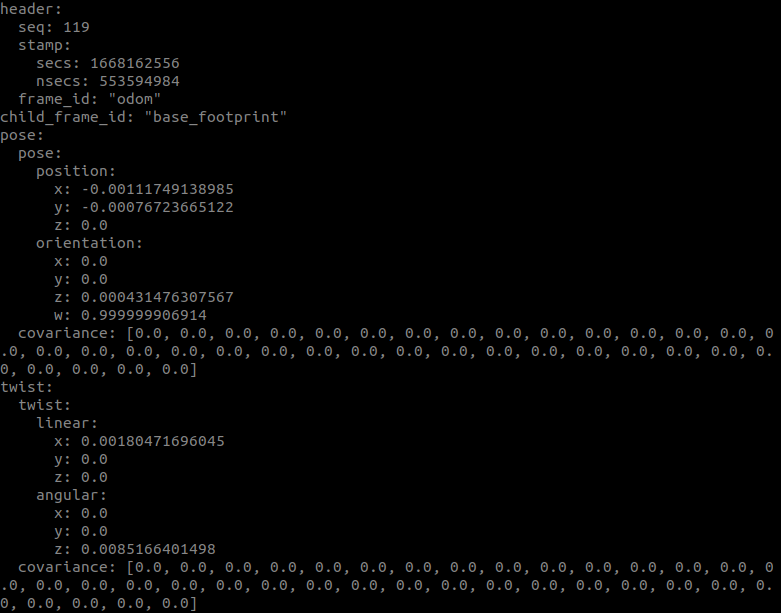 header:
  seq: 119
  stamp:
    secs: 1668162556
    nsecs: 553594984
  frame_id: "odom"
child_frame_id: "base_footprint"
pose:
  pose:
    position:
      x: -0.00111749138985
      y: -0.00076723665122
      z: 0.0
    orientation:
      x: 0.0
      y: 0.0
      z: 0.000431476307567
      w: 0.999999906914
  covariance: [0.0, 0.0, 0.0, 0.0, 0.0, 0.0, 0.0, 0.0, 0.0, 0.0, 0.0, 0.0, 0.0, 0.0, 0
.0, 0.0, 0.0, 0.0, 0.0, 0.0, 0.0, 0.0, 0.0, 0.0, 0.0, 0.0, 0.0, 0.0, 0.0, 0.0, 0.0, 0.
0, 0.0, 0.0, 0.0, 0.0]
twist:
  twist:
    linear:
      x: 0.00180471696045
      y: 0.0
      z: 0.0
    angular:
      x: 0.0
      y: 0.0
      z: 0.0085166401498
  covariance: [0.0, 0.0, 0.0, 0.0, 0.0, 0.0, 0.0, 0.0, 0.0, 0.0, 0.0, 0.0, 0.0, 0.0, 0
.0, 0.0, 0.0, 0.0, 0.0, 0.0, 0.0, 0.0, 0.0, 0.0, 0.0, 0.0, 0.0, 0.0, 0.0, 0.0, 0.0, 0.
0, 0.0, 0.0, 0.0, 0.0]